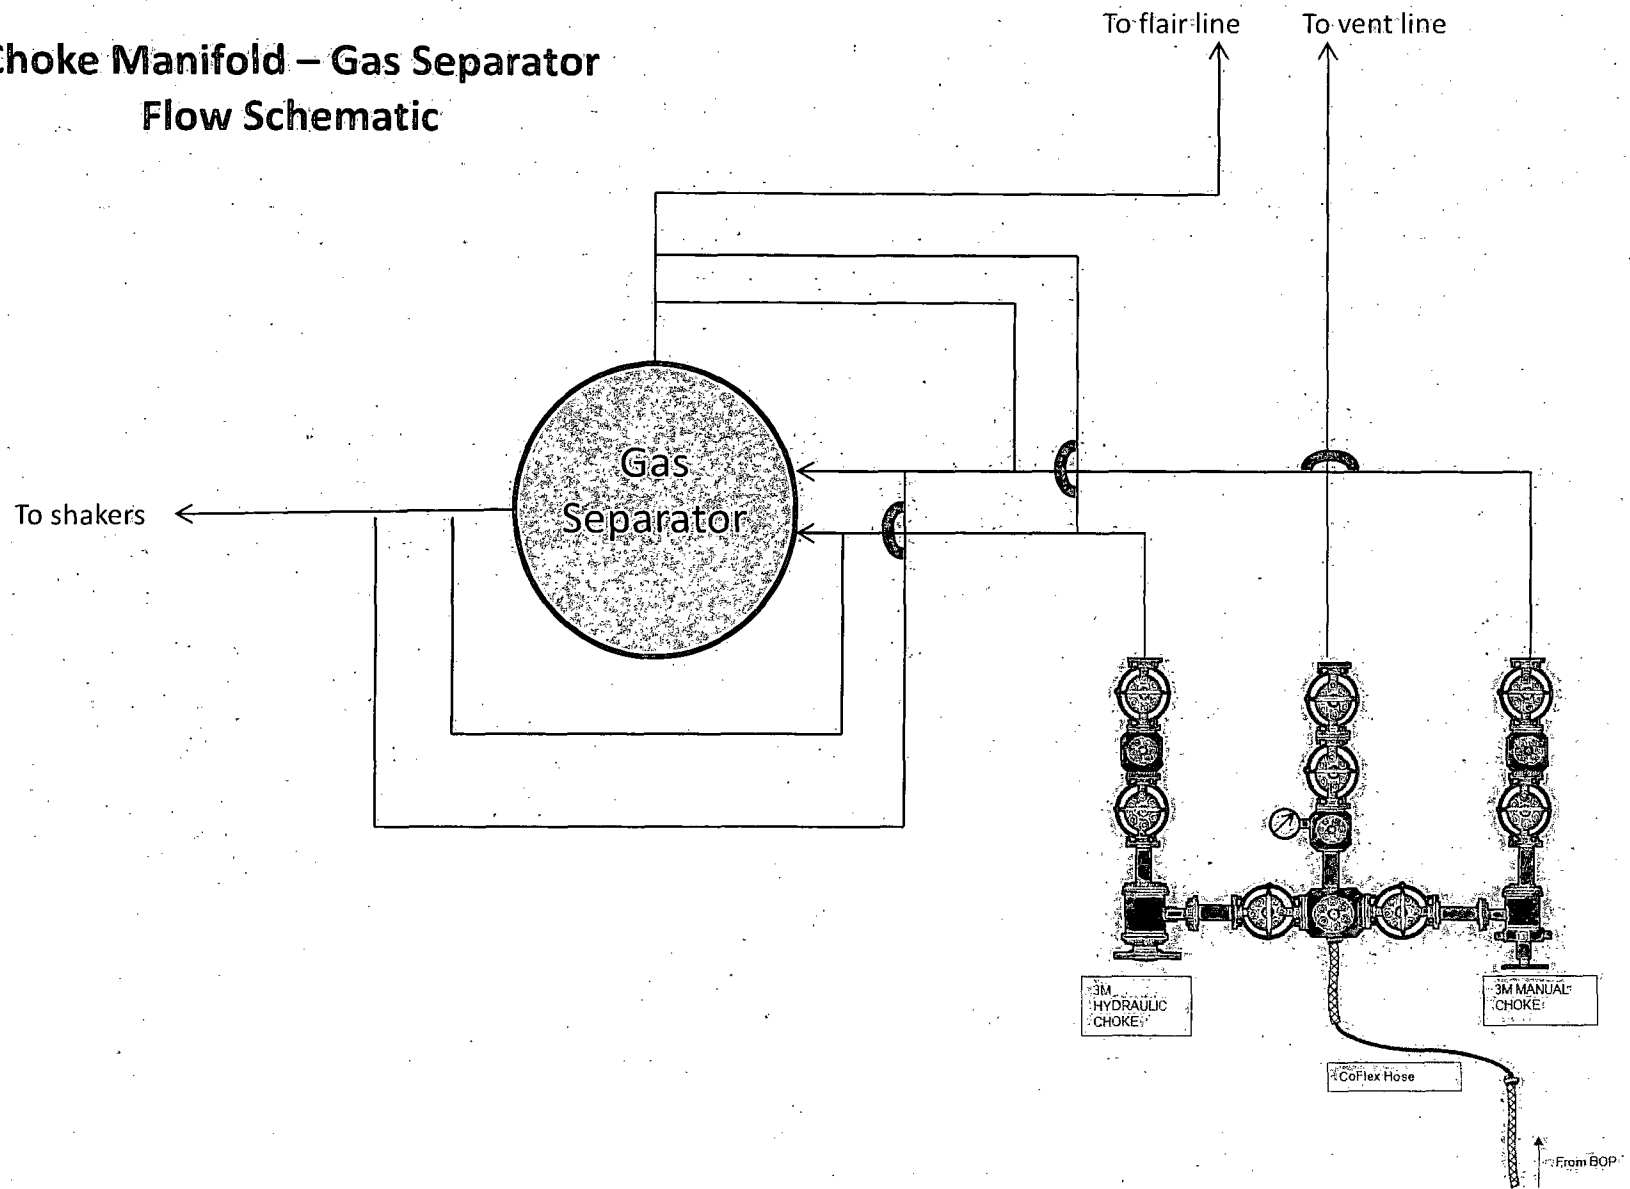 Choke Manifold – Gas Separator
Flow Schematic
To flair line
To vent line
Gas
Separator
To shakers
3M
HYDRAULIC
CHOKE
3M MANUAL
CHOKE
CoFlex Hose
From BOP